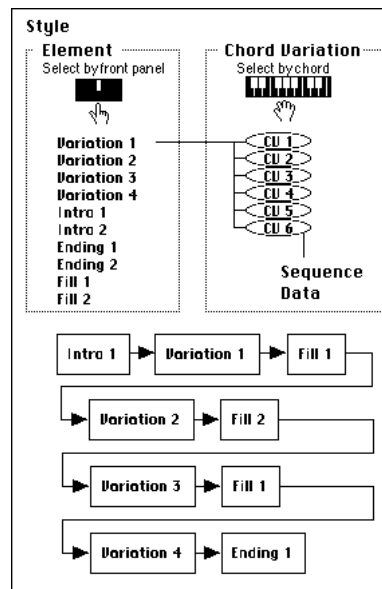 Style
Element
Select by front panel
Variation 1
Variation 2
Variation 3
Variation 4
Intro 1
Intro 2
Ending 1
Ending 2
Fill 1
Fill 2
Chord Variation
Select by chord
CV 1
CV 2
CV 3
CV 4
CV 5
CV 6
Sequence
Data
Intro 1
Variation 1
Fill 1
Variation 2
Fill 2
Variation 3
Fill 1
Variation 4
Ending 1